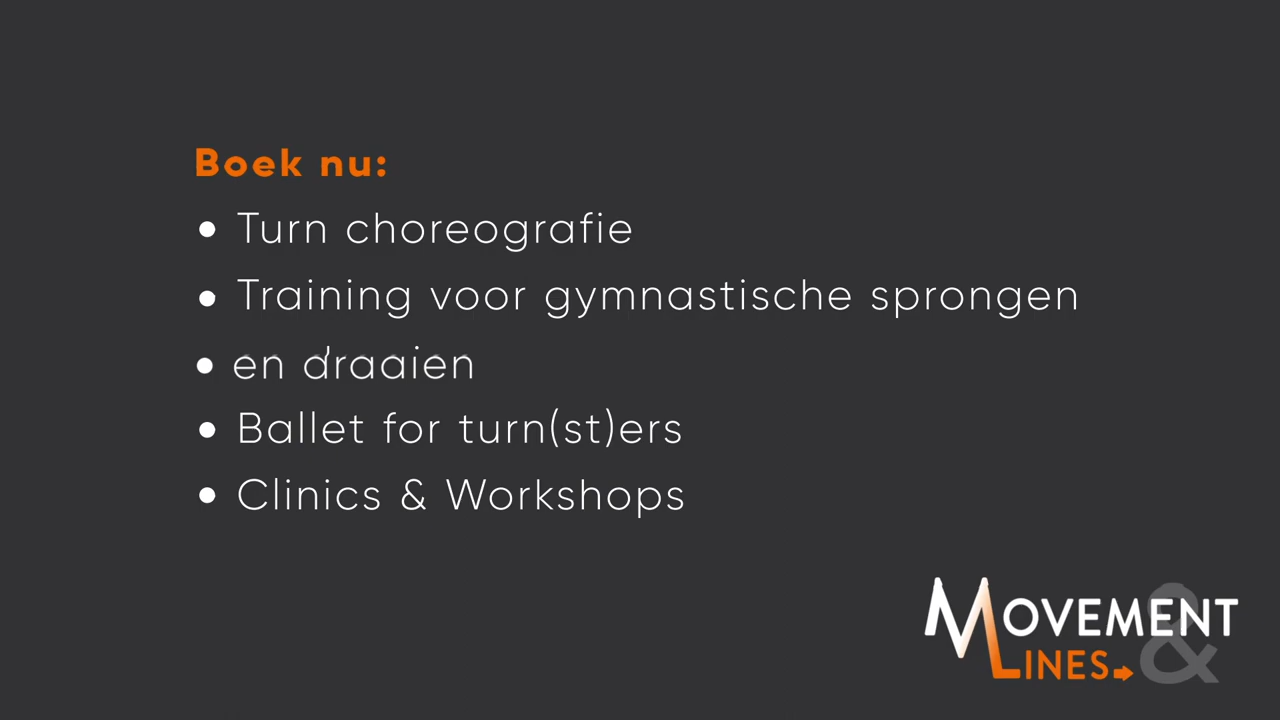 Boek nu:
• Turn choreografie
• Training voor gymnastische sprongen
• en draaien
• Ballet for turn(st)ers
• Clinics & Workshops
MOVEMENT &
LINES